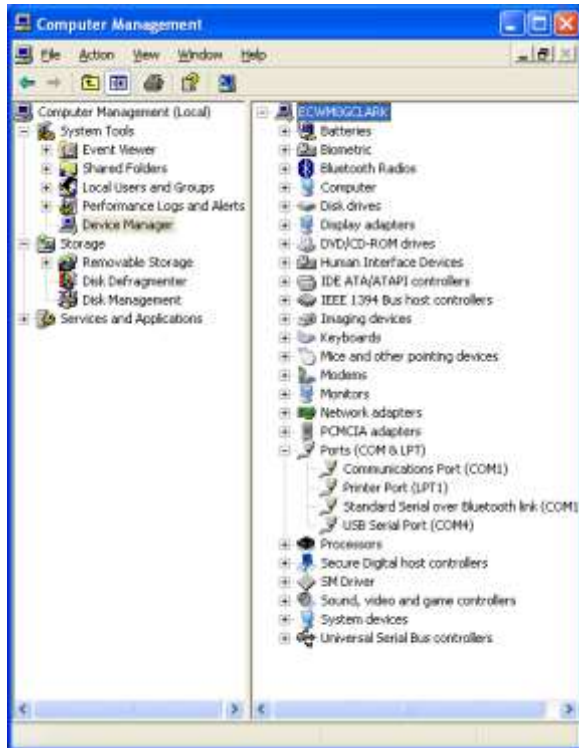 Computer Management
File Action View Window Help
Computer Management (Local)
System Tools
Event Viewer
Shared Folders
Local Users and Groups
Performance Logs and Alerts
Device Manager
Storage
Removable Storage
Disk Defragmenter
Disk Management
Services and Applications
Batteries
Biometric
Bluetooth Radios
Computer
Disk drives
Display adapters
DVD/CD-ROM drives
Human Interface Devices
IDE ATA/ATAPI controllers
IEEE 1394 Bus host controllers
Imaging devices
Keyboards
Mice and other pointing devices
Modems
Monitors
Network adapters
PCMCIA adapters
Ports (COM & LPT)
Communications Port (COM1)
Printer Port (LPT1)
Standard Serial over Bluetooth link (COM1
USB Serial Port (COM4)
Processors
Secure Digital host controllers
SM Driver
Sound, video and game controllers
System devices
Universal Serial Bus controllers